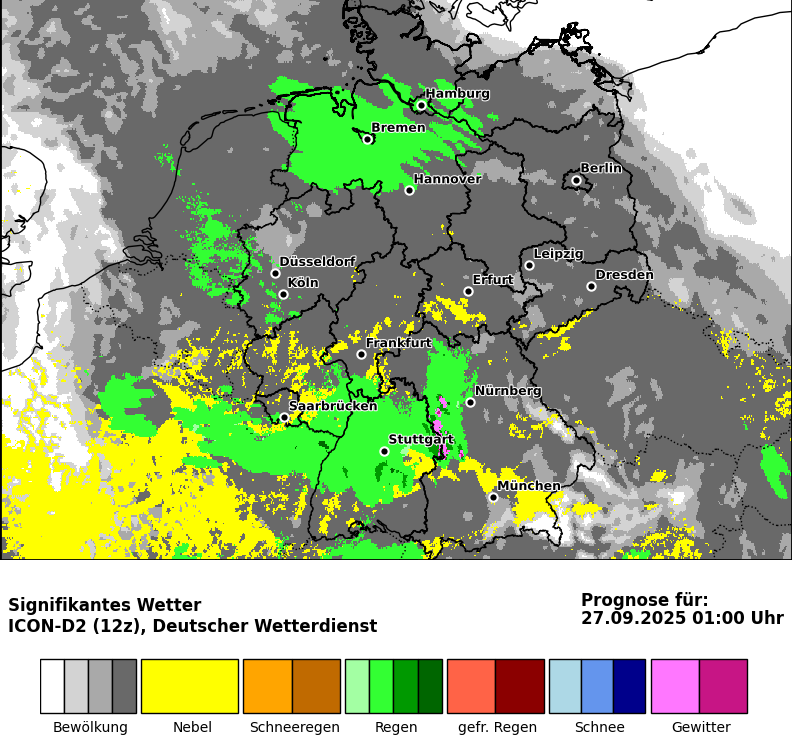 Hamburg
Bremen
Berlin
Hannover
Leipzig
Düsseldorf
Dresden
Köln
Erfurt
Frankfurt
Nürnberg
Saarbrücken
Stuttgart
München
Signifikantes Wetter
ICON-D2 (12z), Deutscher Wetterdienst
Prognose für:
27.09.2025 01:00 Uhr
Bewölkung Nebel Schneeregen Regen gefr. Regen Schnee Gewitter